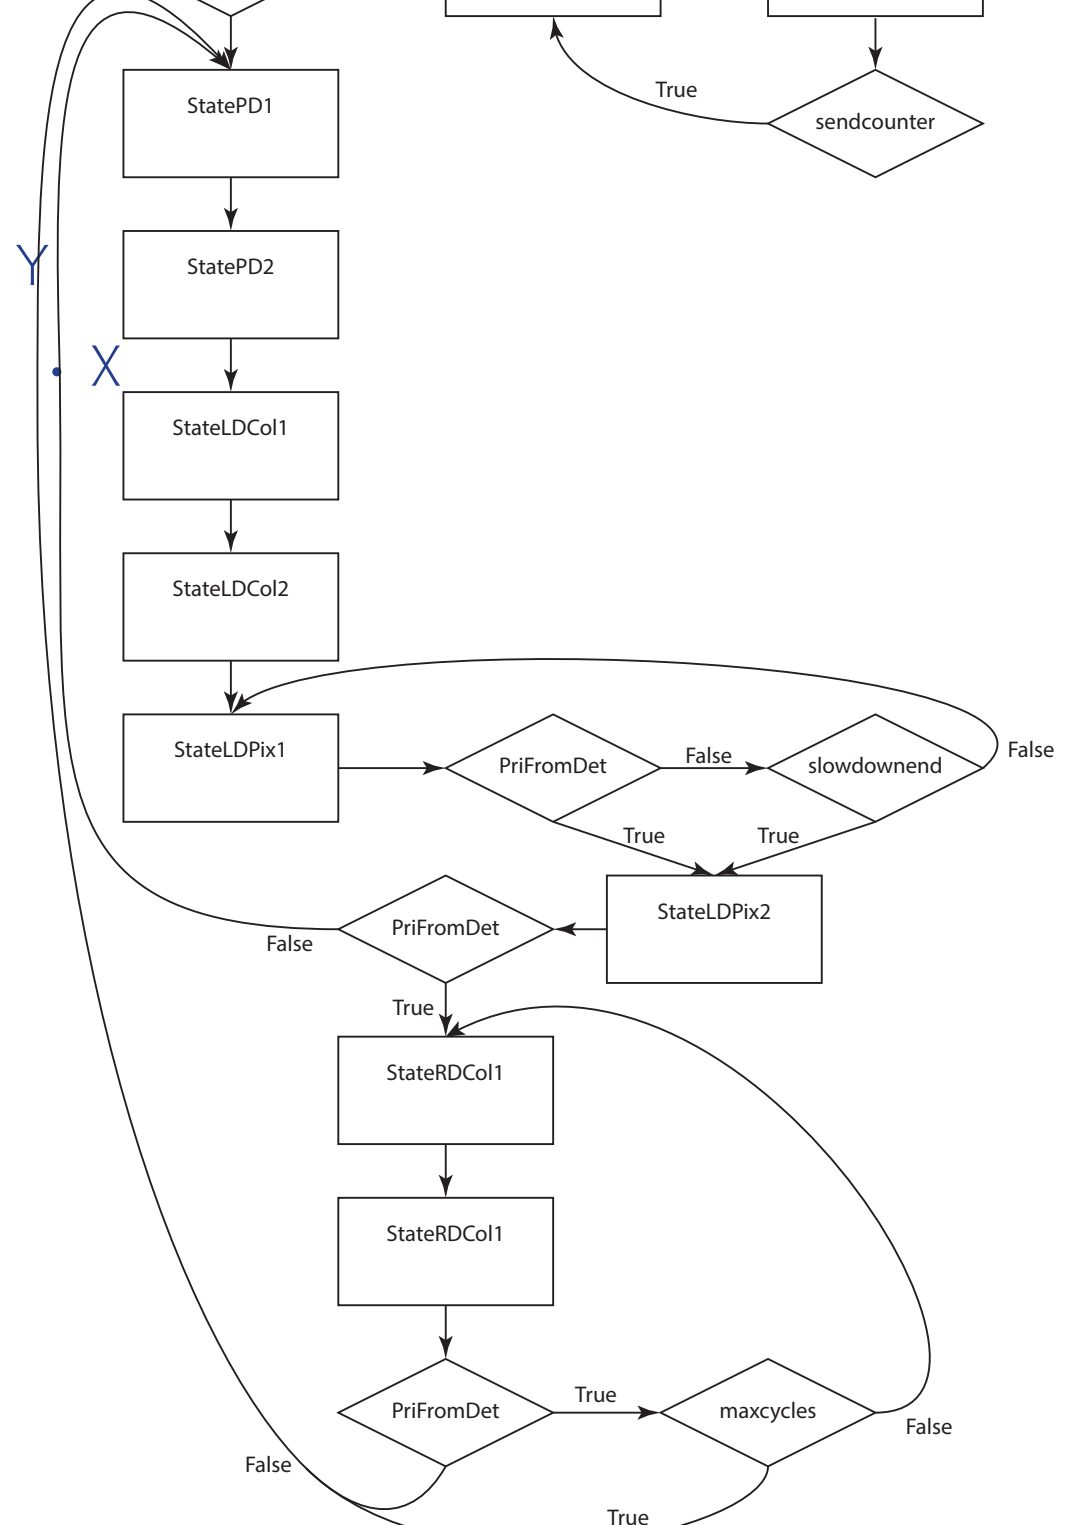 True
sendcounter
StatePD1
StatePD2
Y
X
StateLDCol1
StateLDCol2
StateLDPix1
PriFromDet
False
slowdownend
False
True
True
StateLDPix2
PriFromDet
False
True
StateRDCol1
StateRDCol1
PriFromDet
True
maxcycles
False
False
True